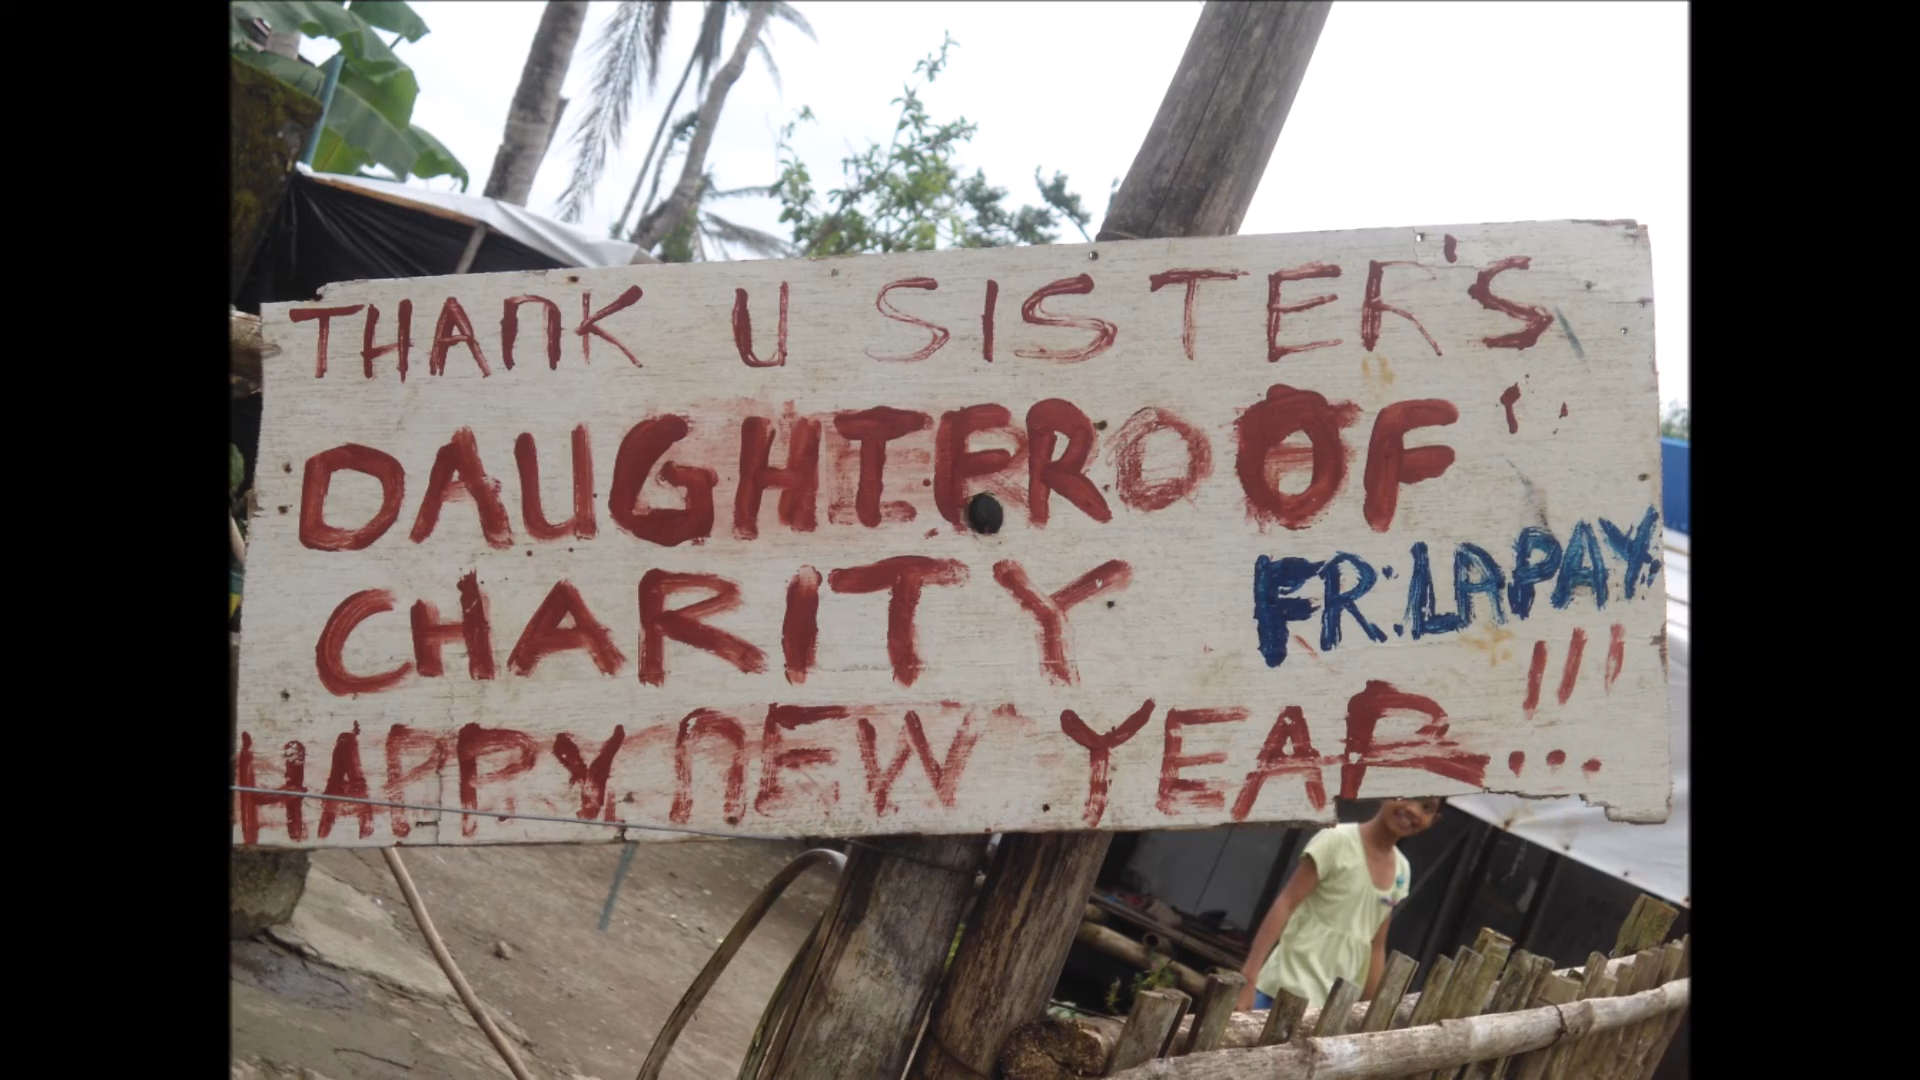 THANK U SISTER'S
DAUGHTER OF
CHARITY FR: LAPAY.
HAPPY NEW YEAR...!!!